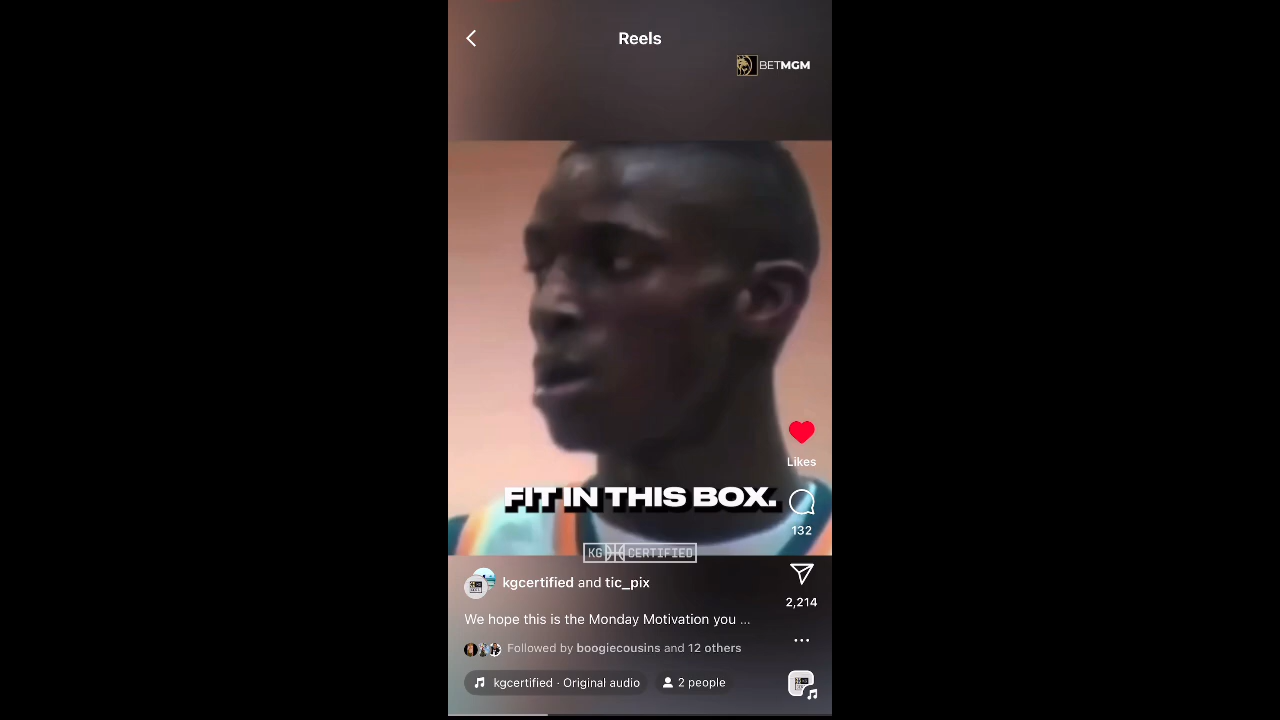 Reels
BETMGM
Likes
FIT IN THIS BOX.
132
KG CERTIFIED
kgcertified and tic_pix
2,214
We hope this is the Monday Motivation you ...
Followed by boogiecousins and 12 others
kgcertified · Original audio
2 people